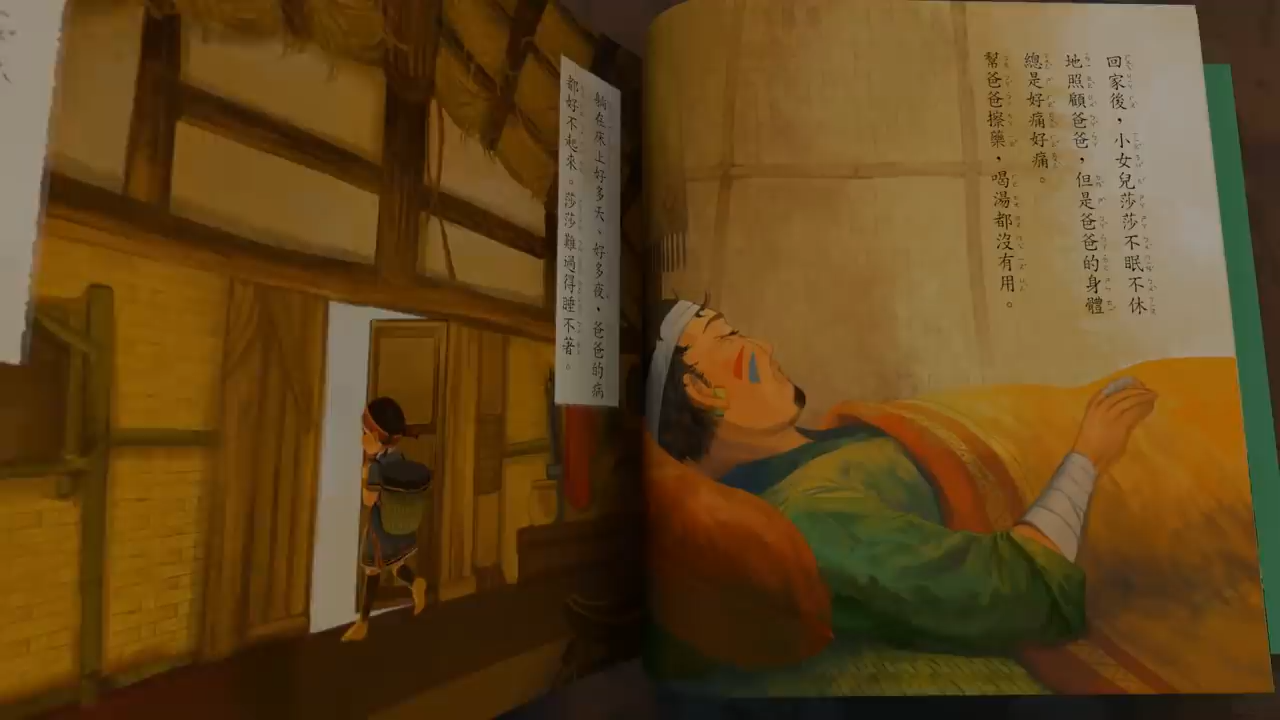 回家後，小女兒莎莎不眠不休
地照顧爸爸，但是爸爸的身體
總是好痛好痛。
幫爸爸擦藥，喝湯都沒有用。
躺在床上好多天、好多夜，爸爸的病
都好不起來。莎莎難過得睡不著。